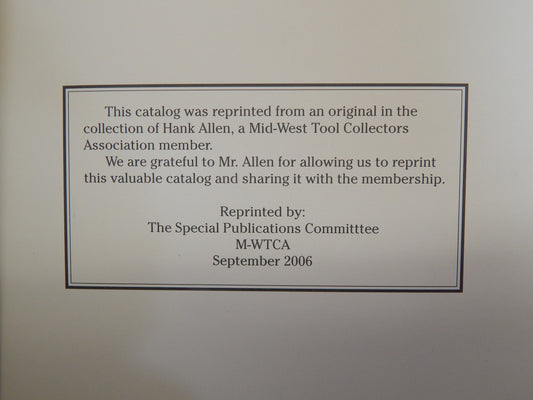 This catalog was reprinted from an original in the
collection of Hank Allen, a Mid-West Tool Collectors
Association member.
We are grateful to Mr. Allen for allowing us to reprint
this valuable catalog and sharing it with the membership.
Reprinted by:
The Special Publications Committtee
M-WTCA
September 2006